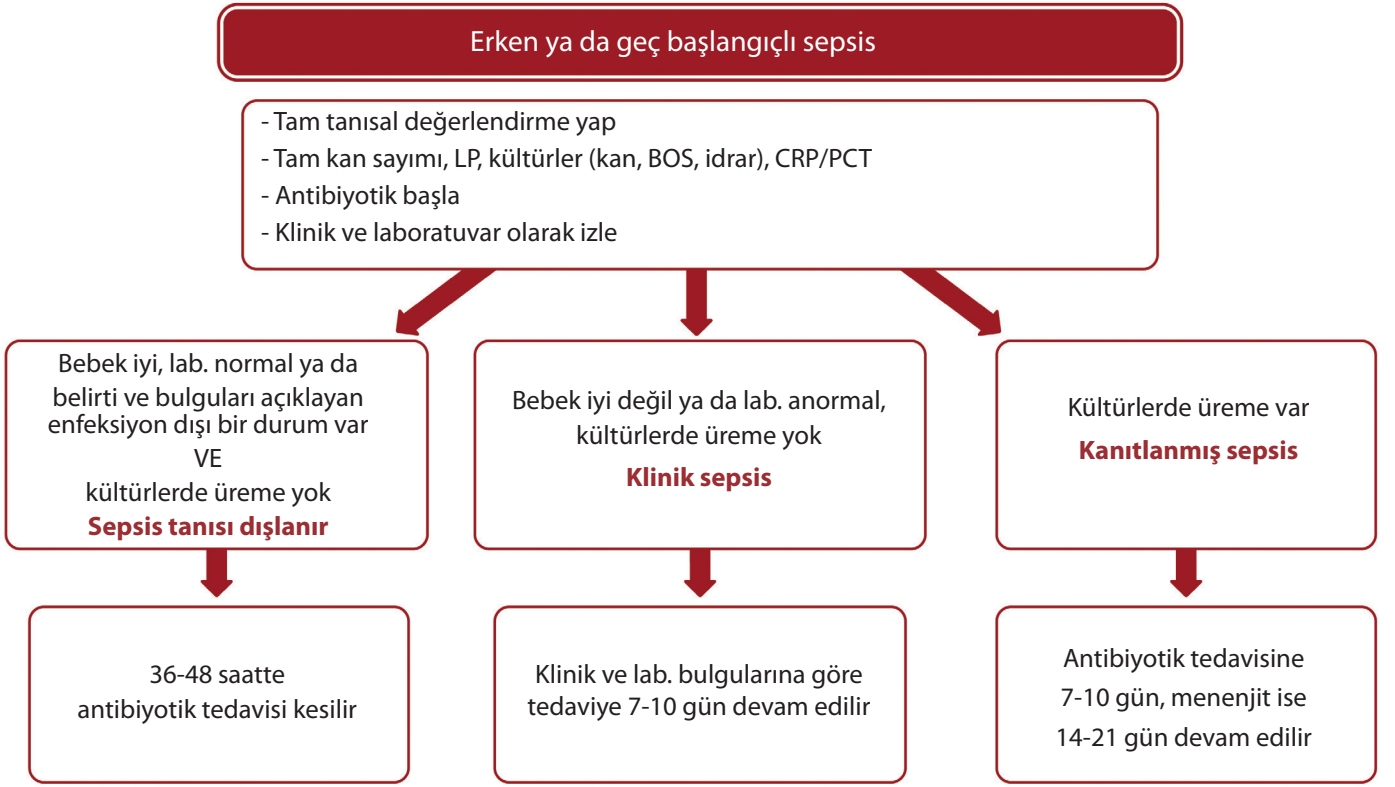 Erken ya da geç başlangıçlı sepsis
- Tam tanısal değerlendirme yap
- Tam kan sayımı, LP, kültürler (kan, BOS, idrar), CRP/PCT
- Antibiyotik başla
- Klinik ve laboratuvar olarak izle
Bebek iyi, lab. normal ya da
belirti ve bulguları açıklayan
enfeksiyon dışı bir durum var
VE
kültürlerde üreme yok
Sepsis tanısı dışlanır
Bebek iyi değil ya da lab. anormal,
kültürlerde üreme yok
Klinik sepsis
Kültürlerde üreme var
Kanıtlanmış sepsis
36-48 saatte
antibiyotik tedavisi kesilir
Klinik ve lab. bulgularına göre
tedaviye 7-10 gün devam edilir
Antibiyotik tedavisine
7-10 gün, menenjit ise
14-21 gün devam edilir